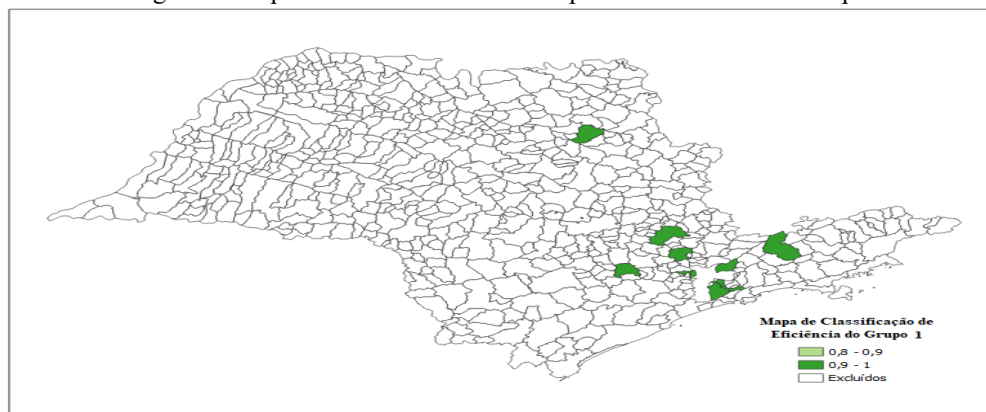 Mapa de Classificação de
Eficiência do Grupo 1
0,8 - 0,9
0,9 - 1
Excluídos